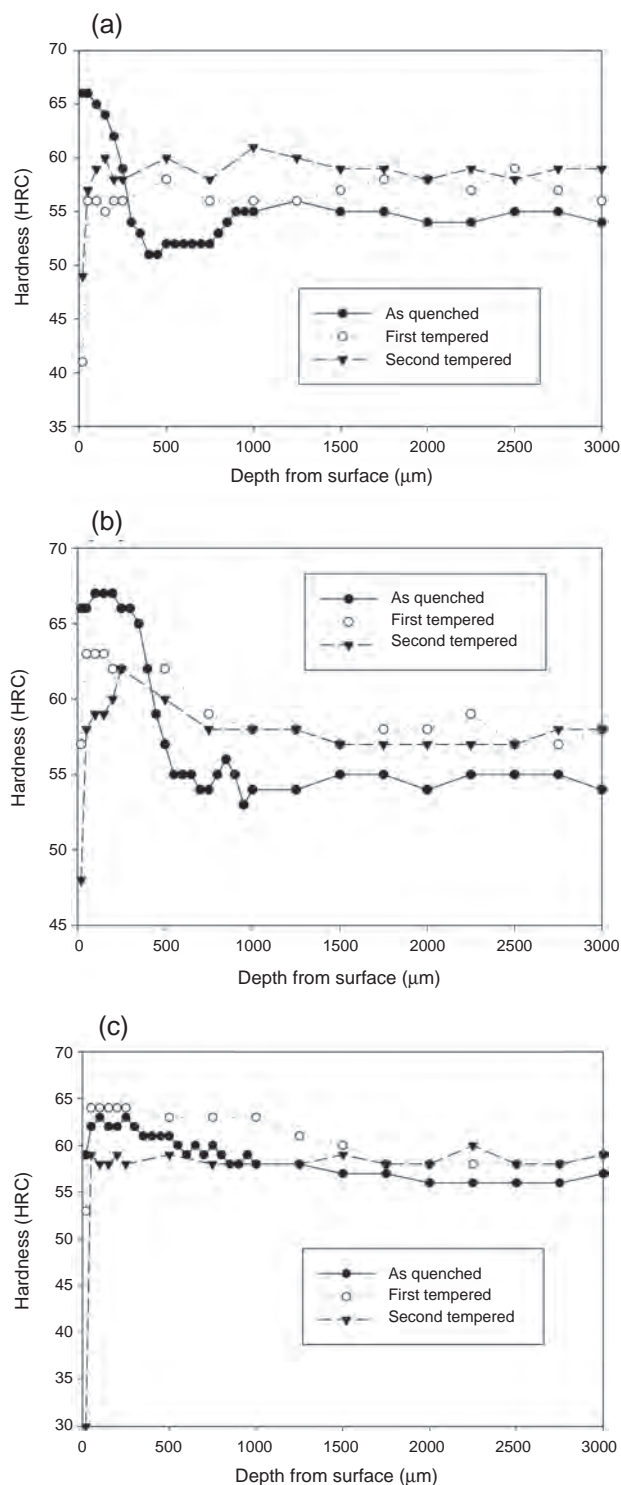 (a)
70
65
60
55
50
45
40
35
Hardness (HRC)
As quenched
First tempered
Second tempered
0 500 1000 1500 2000 2500 3000
Depth from surface (μm)
(b)
70
65
60
55
50
45
Hardness (HRC)
As quenched
First tempered
Second tempered
0 500 1000 1500 2000 2500 3000
Depth from surface (μm)
(c)
70
65
60
55
50
45
40
35
30
Hardness (HRC)
As quenched
First tempered
Second tempered
0 500 1000 1500 2000 2500 3000
Depth from surface (μm)